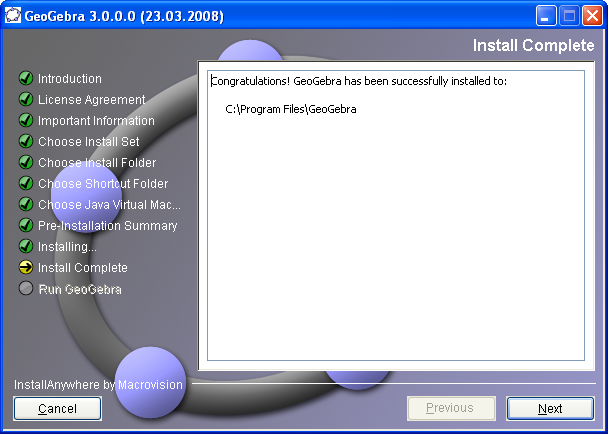 GeoGebra 3.0.0.0 (23.03.2008)
Install Complete
Introduction
License Agreement
Important Information
Choose Install Set
Choose Install Folder
Choose Shortcut Folder
Choose Java Virtual Mac...
Pre-Installation Summary
Installing...
Install Complete
Run GeoGebra
Congratulations! GeoGebra has been successfully installed to:
C:\Program Files\GeoGebra
InstallAnywhere by Macrovision
Cancel
Previous
Next